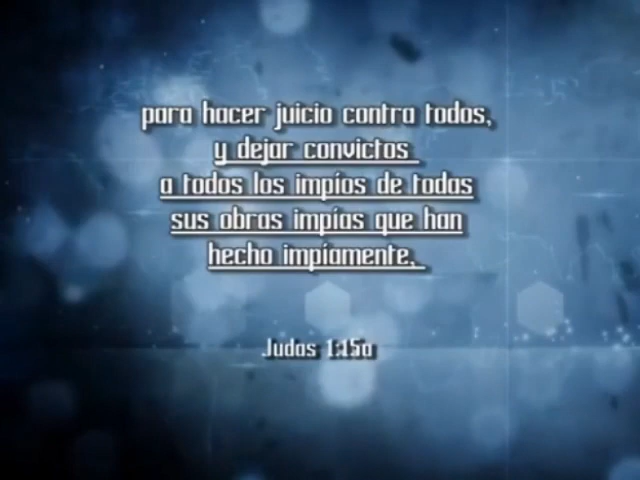 para hacer juicio contra todos,
y dejar convictos
a todos los impíos de todas
sus obras impías que han
hecho impíamente,
Judas 1:15a